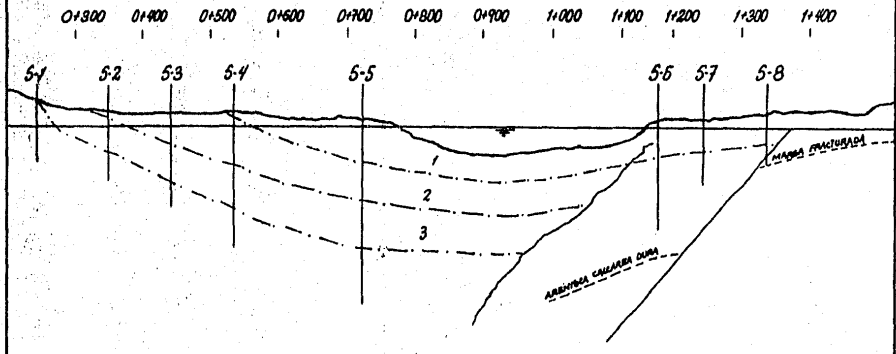 0+300 0+400 0+500 0+600 0+700 0+800 0+900 1+000 1+100 1+200 1+300 1+400
S-1 S-2 S-3 S-4 S-5 S-6 S-7 S-8
1
MARGA FRACTURADA
2
3
ARENISCA CALCAREA DURA